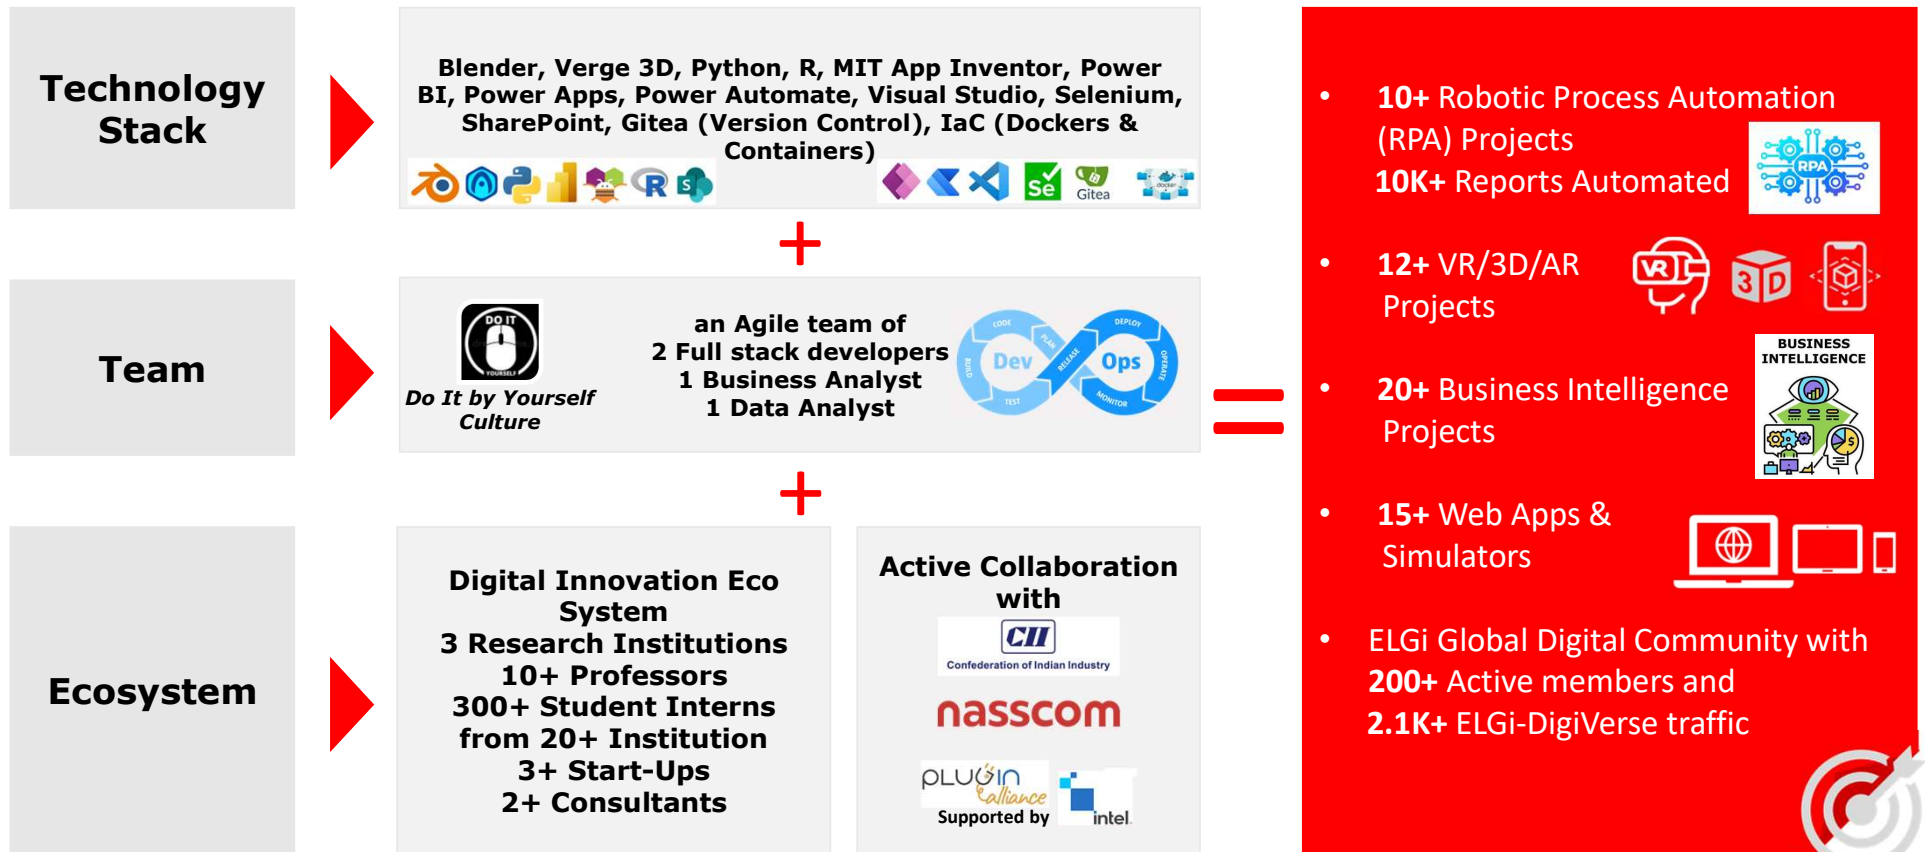 Technology
Stack
Blender, Verge 3D, Python, R, MIT App Inventor, Power
BI, Power Apps, Power Automate, Visual Studio, Selenium,
SharePoint, Gitea (Version Control), IaC (Dockers &
Containers)
R
S
Se
Gitea
docker
+
Team
DO IT
YOURSELF
Do It by Yourself
Culture
an Agile team of
2 Full stack developers
1 Business Analyst
1 Data Analyst
CODE
PLAN
BUILD
TEST
Dev
RELEASE
DEPLOY
OPERATE
MONITOR
Ops
+
Ecosystem
Digital Innovation Eco
System
3 Research Institutions
10+ Professors
300+ Student Interns
from 20+ Institution
3+ Start-Ups
2+ Consultants
Active Collaboration
with
CII
Confederation of Indian Industry
nasscom
PLUGIN
alliance
Supported by
intel.
=
• 10+ Robotic Process Automation
(RPA) Projects
10K+ Reports Automated
RPA
• 12+ VR/3D/AR
Projects
VR
3D
• 20+ Business Intelligence
Projects
BUSINESS
INTELLIGENCE
• 15+ Web Apps &
Simulators
• ELGi Global Digital Community with
200+ Active members and
2.1K+ ELGi-DigiVerse traffic